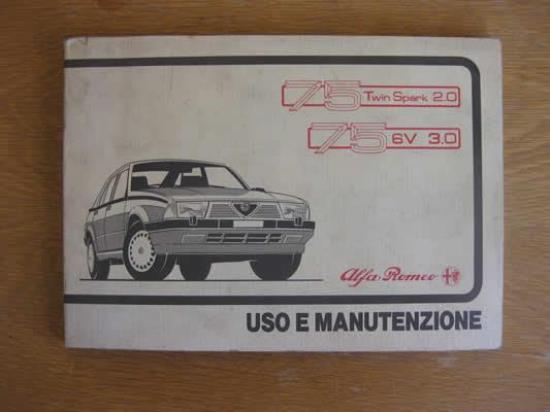 75 Twin Spark 2.0
75 6V 3.0
Alfa Romeo
USO E MANUTENZIONE